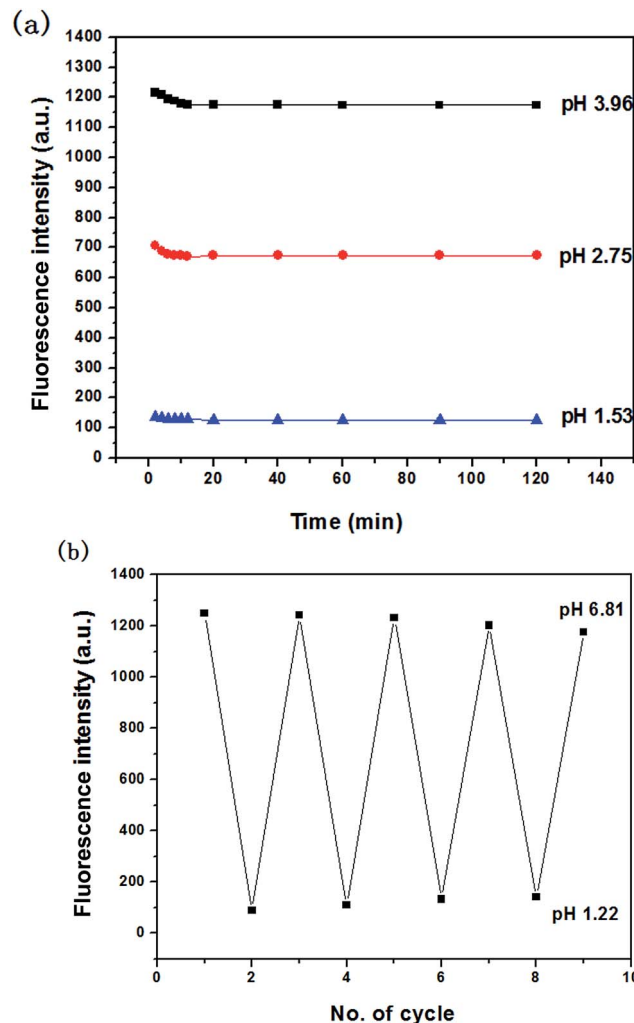 (a)
1400
1300
1200
1100
1000
900
800
700
600
500
400
300
200
100
0
Fluorescence intensity (a.u.)
pH 3.96
pH 2.75
pH 1.53
0 20 40 60 80 100 120 140
Time (min)
(b)
1400
1200
1000
800
600
400
200
0
Fluorescence intensity (a.u.)
pH 6.81
pH 1.22
0 2 4 6 8 10
No. of cycle